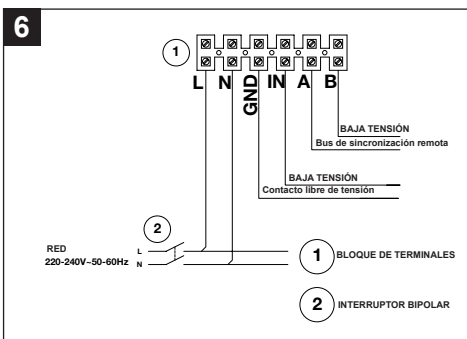 6
1
L N GND IN A B
BAJA TENSIÓN
Bus de sincronización remota
BAJA TENSIÓN
Contacto libre de tensión
2
RED
220-240V~50-60Hz
L
N
1 BLOQUE DE TERMINALES
2 INTERRUPTOR BIPOLAR